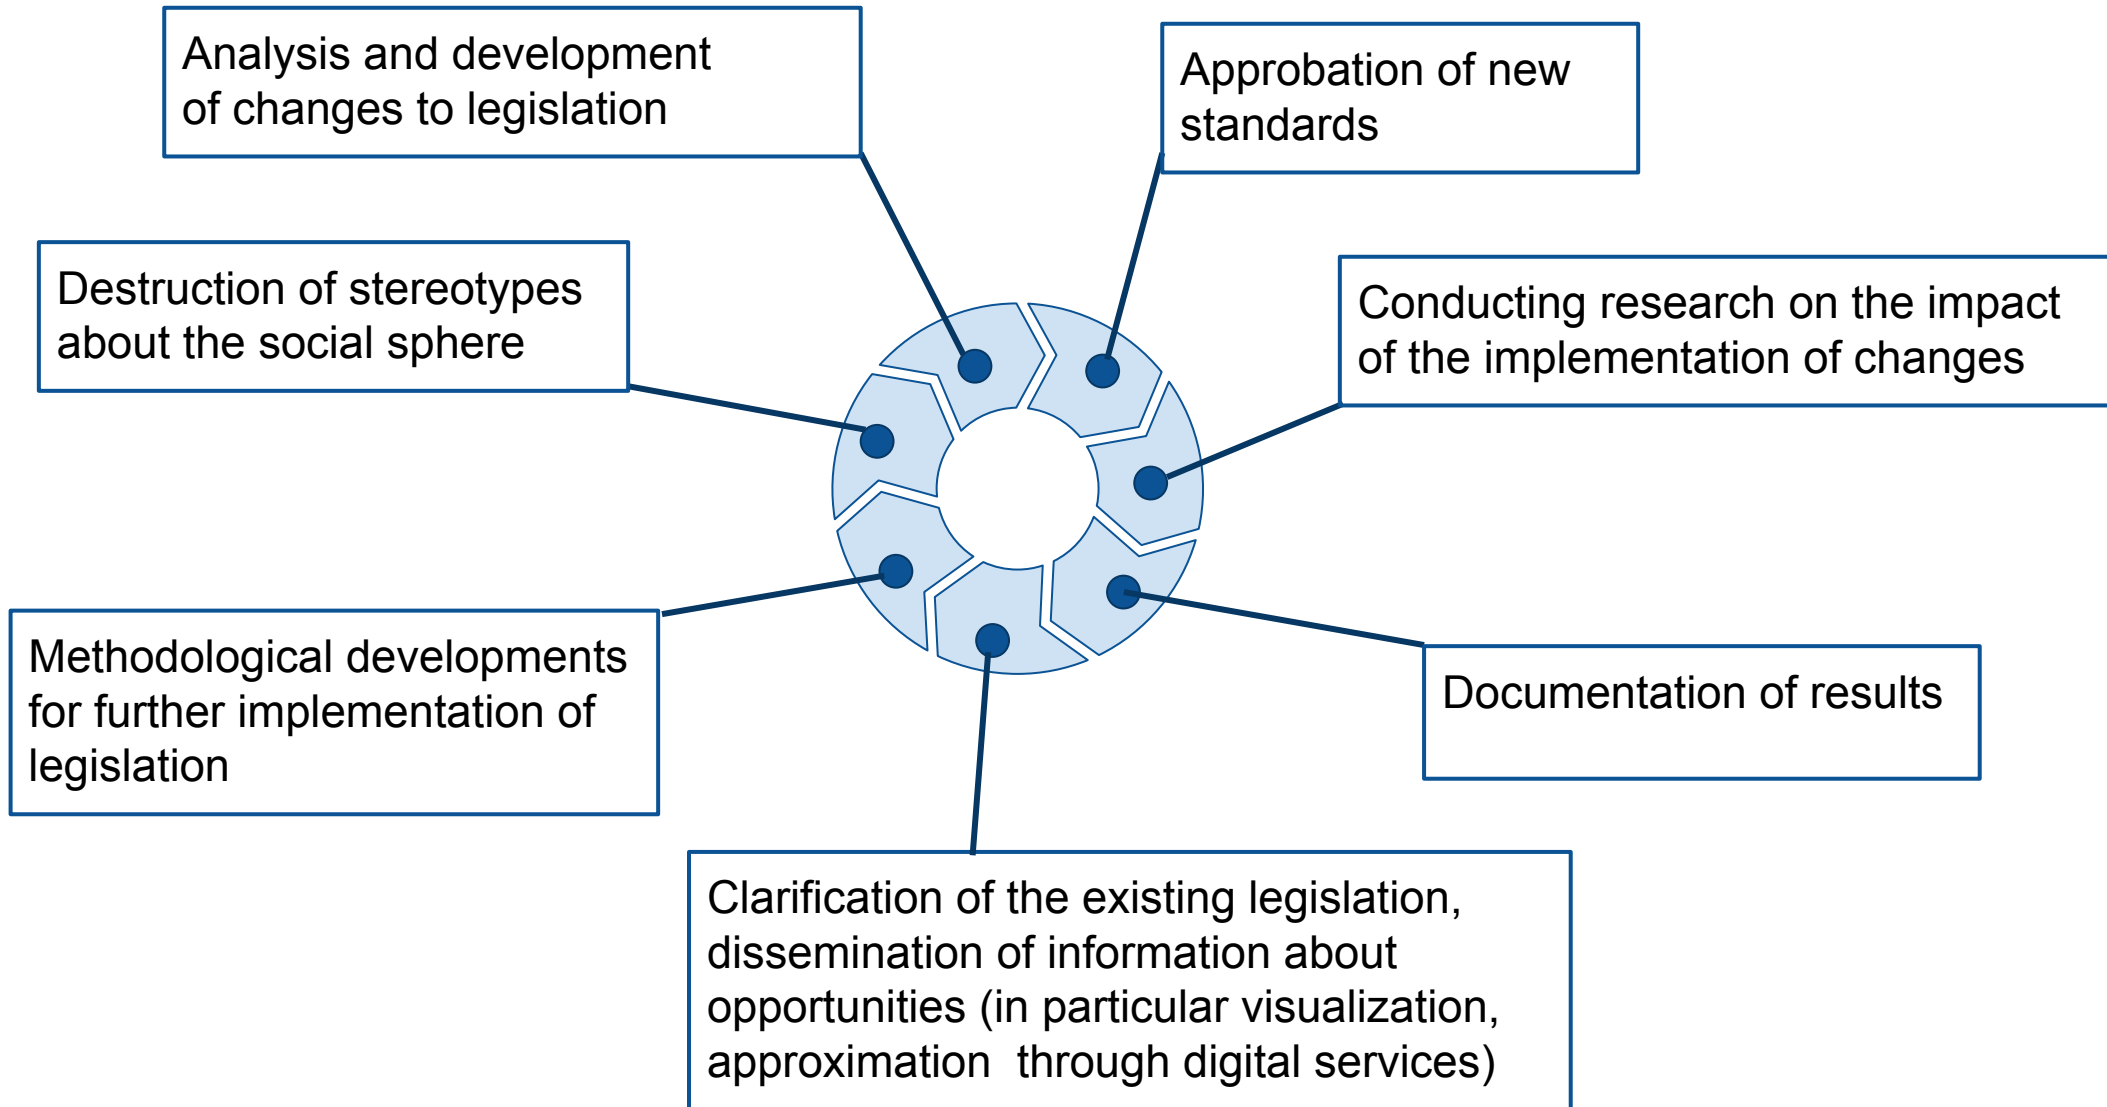 Analysis and development
of changes to legislation
Approbation of new
standards
Destruction of stereotypes
about the social sphere
Conducting research on the impact
of the implementation of changes
Methodological developments
for further implementation of
legislation
Documentation of results
Clarification of the existing legislation,
dissemination of information about
opportunities (in particular visualization,
approximation  through digital services)